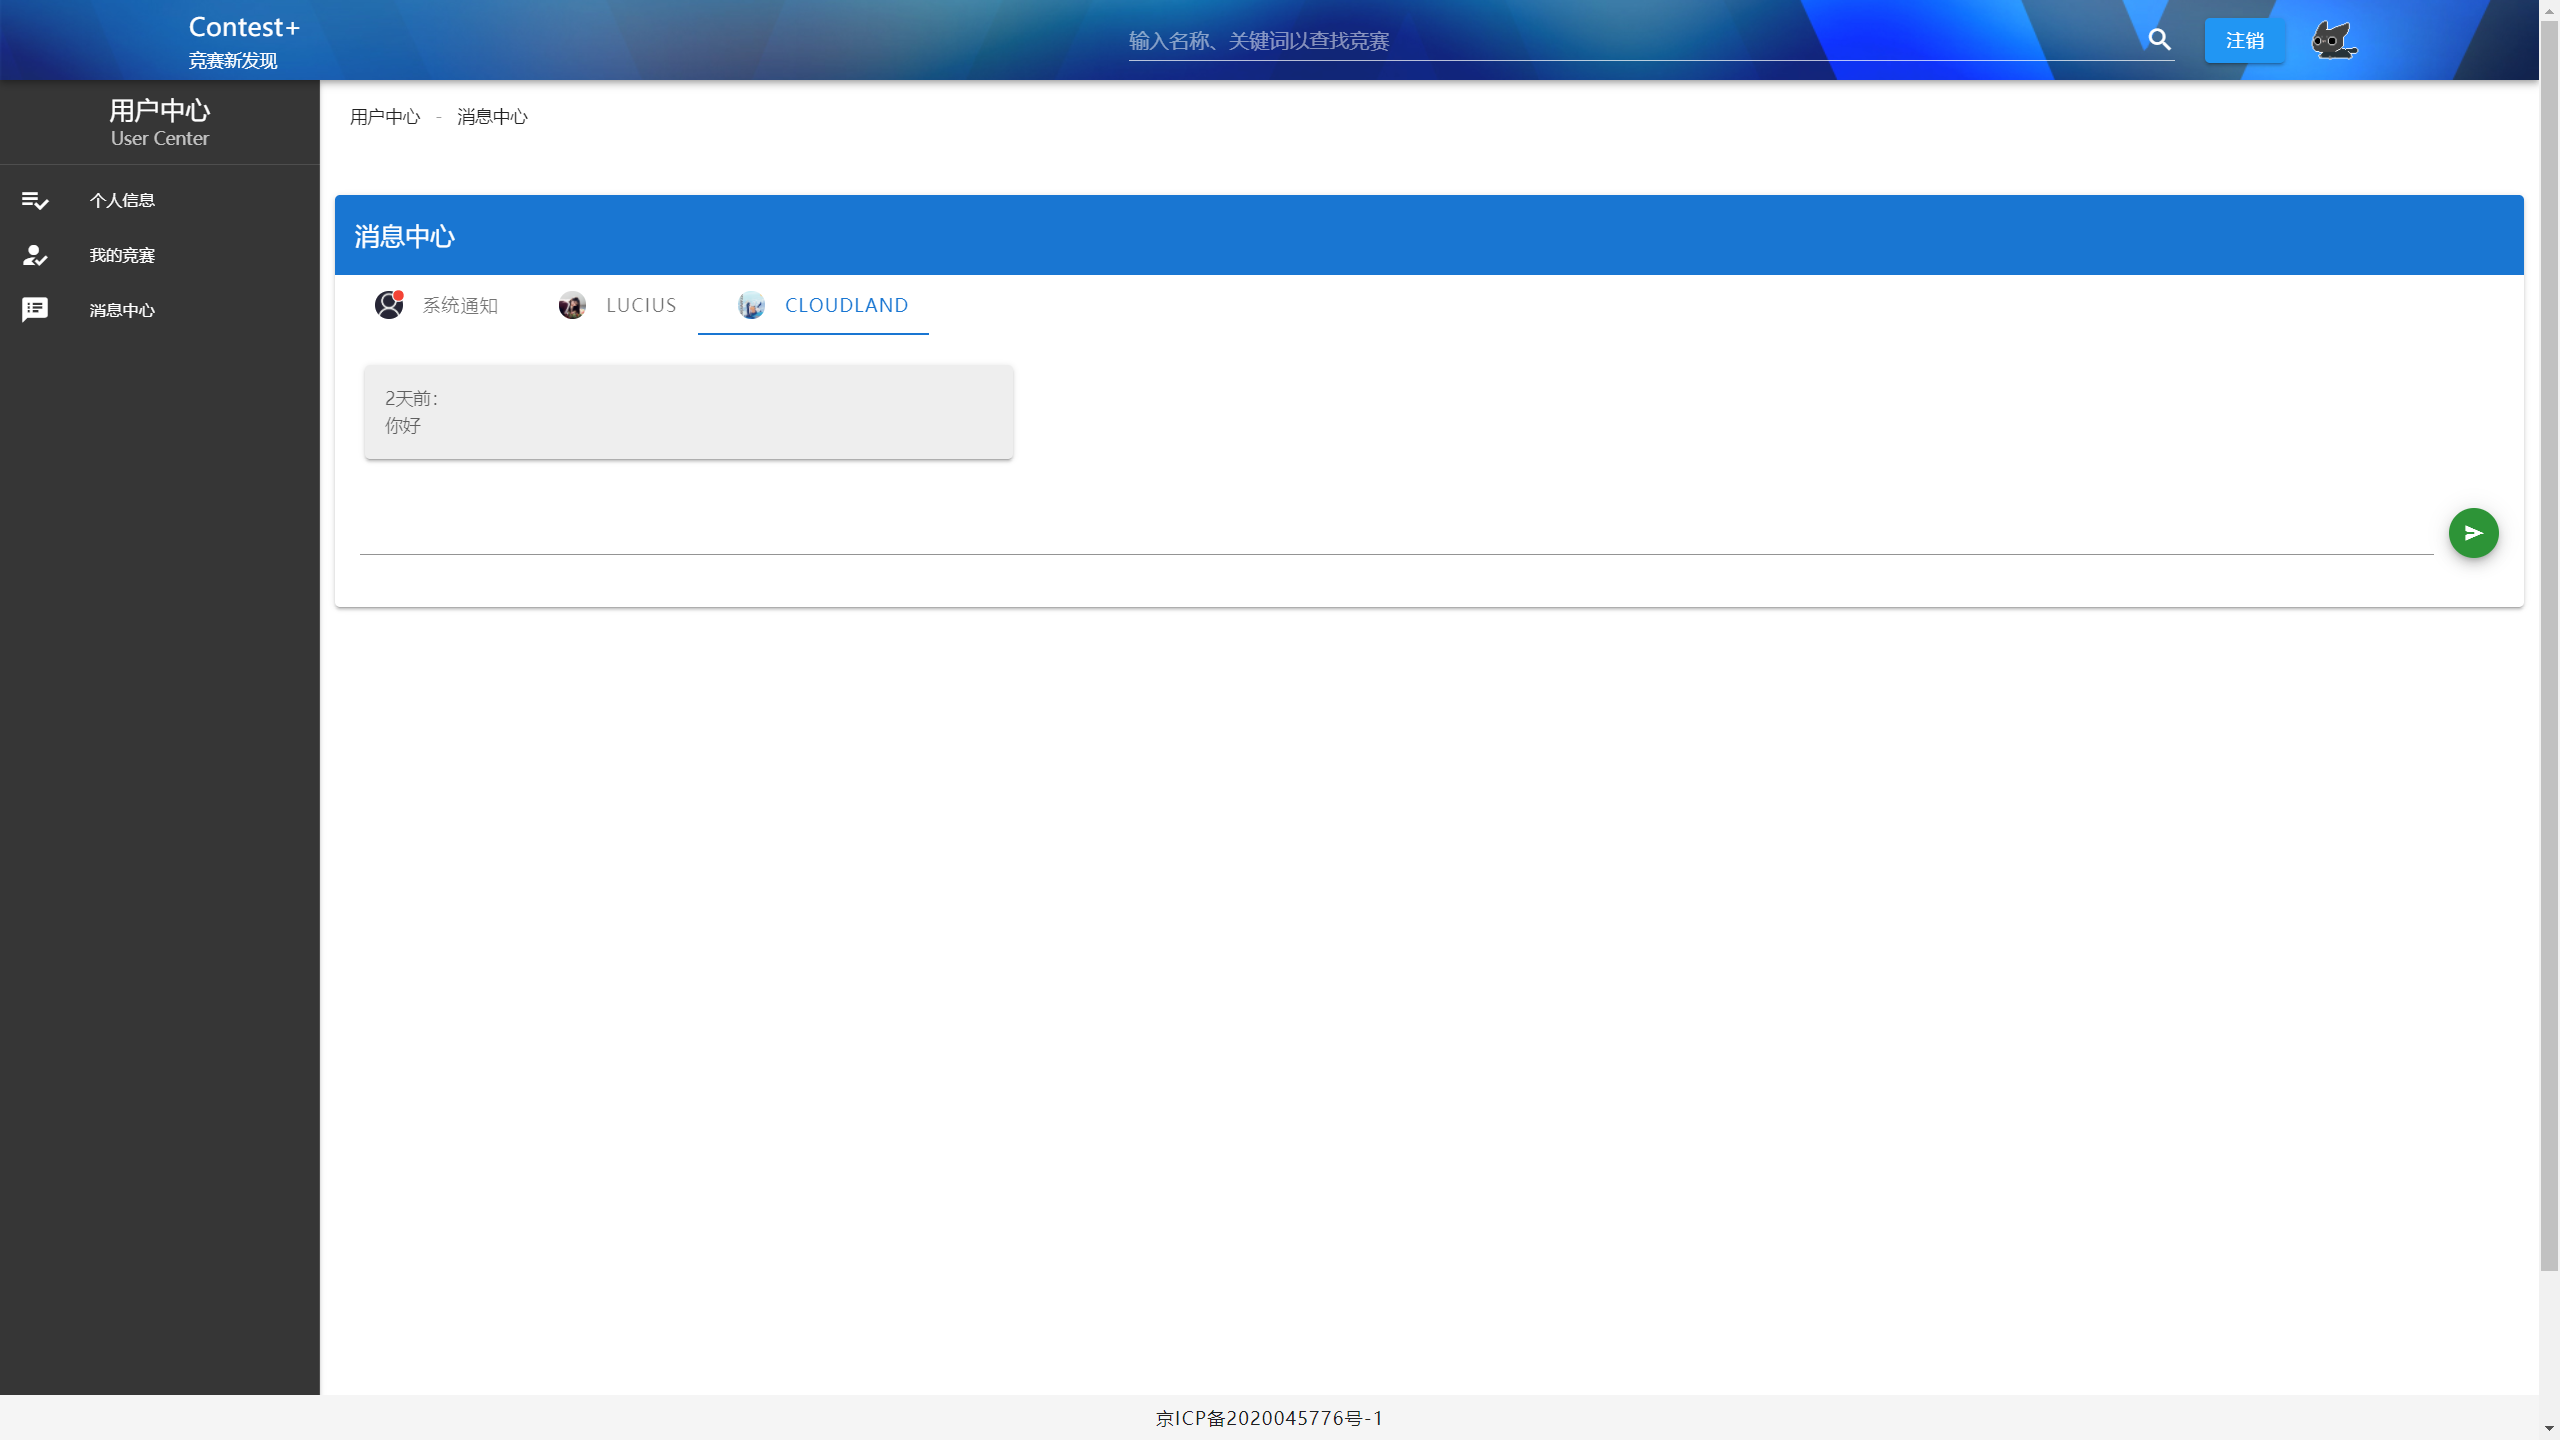 Contest+
竞赛新发现
输入名称、关键词以查找竞赛
注销
用户中心
User Center
个人信息
我的竞赛
消息中心
用户中心 - 消息中心
消息中心
系统通知
LUCIUS
CLOUDLAND
2天前：
你好
京ICP备2020045776号-1